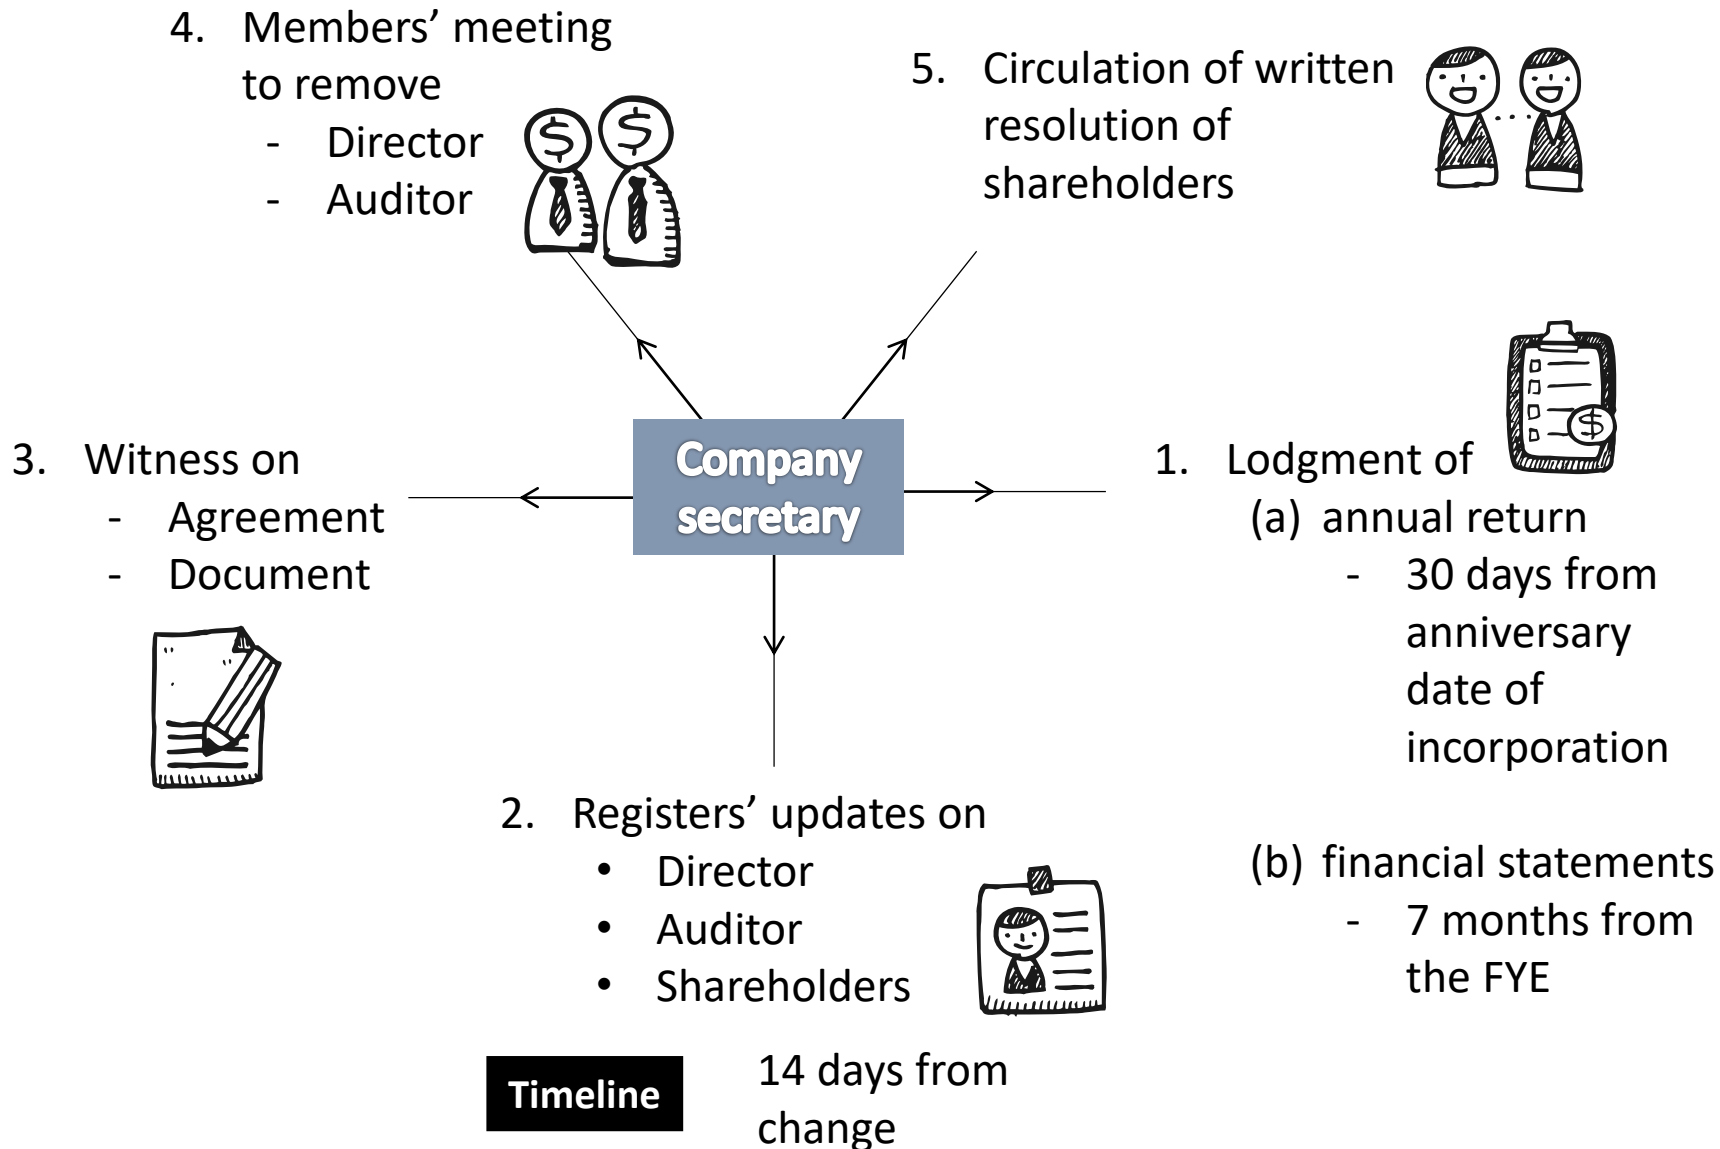 4. Members’ meeting
to remove
- Director
- Auditor
5. Circulation of written
resolution of
shareholders
Company
secretary
3. Witness on
- Agreement
- Document
1. Lodgment of
(a) annual return
- 30 days from
anniversary
date of
incorporation
(b) financial statements
- 7 months from
the FYE
2. Registers’ updates on
• Director
• Auditor
• Shareholders
Timeline
14 days from
change